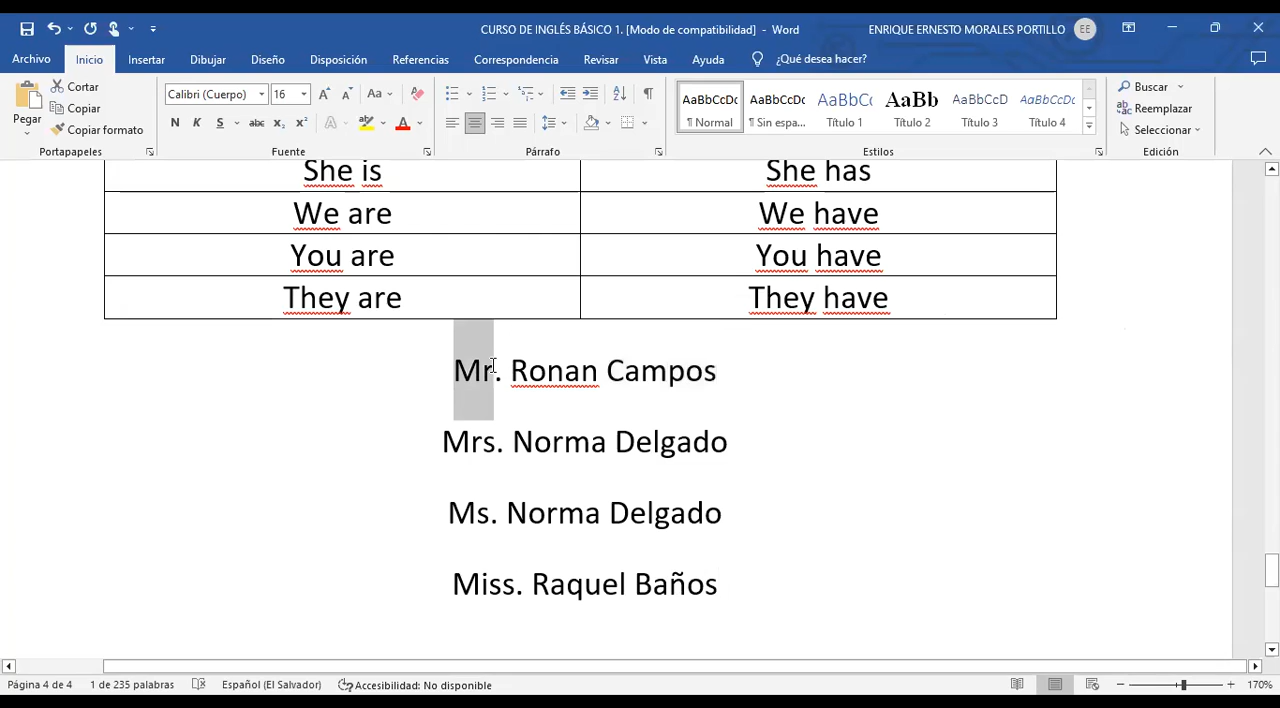 CURSO DE INGLÉS BÁSICO 1. [Modo de compatibilidad] - Word
ENRIQUE ERNESTO MORALES PORTILLO EE
Archivo Inicio Insertar Dibujar Diseño Disposición Referencias Correspondencia Revisar Vista Ayuda ¿Qué desea hacer?
Pegar
Cortar
Copiar
Copiar formato
Portapapeles
Calibri (Cuerpo) 16
N K S abc x₂ x²
Fuente
Párrafo
AaBbCcDc AaBbCcDc AaBbCc AaBb AaBbCcD AaBbCcDc
¶ Normal ¶ Sin espa... Título 1 Título 2 Título 3 Título 4
Estilos
Buscar
Reemplazar
Seleccionar
Edición
She is She has
We are We have
You are You have
They are They have
Mr. Ronan Campos
Mrs. Norma Delgado
Ms. Norma Delgado
Miss. Raquel Baños
Página 4 de 4 1 de 235 palabras Español (El Salvador) Accesibilidad: No disponible 170%